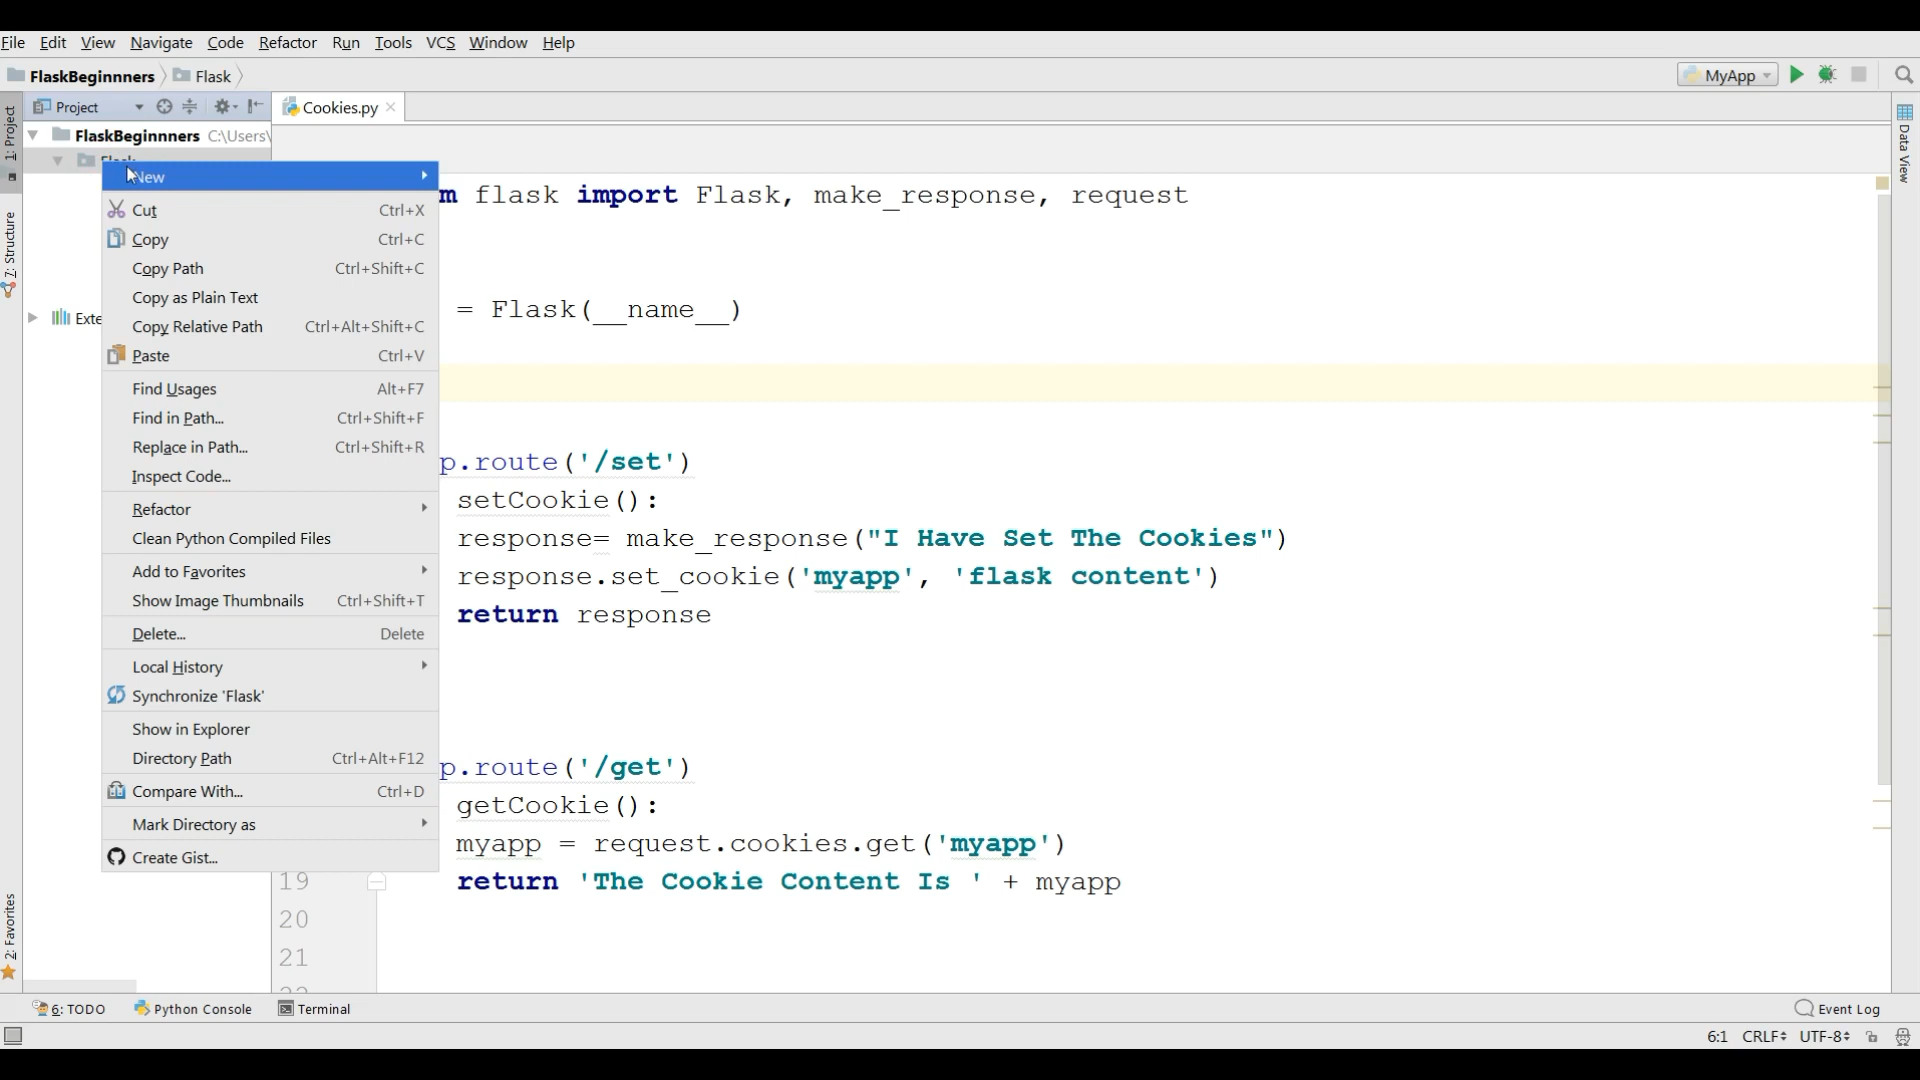 File Edit View Navigate Code Refactor Run Tools VCS Window Help
FlaskBeginnners Flask MyApp
Project Cookies.py
1: Project
7: Structure
2: Favorites
Data View
FlaskBeginnners C:\Users\
New
Cut Ctrl+X
Copy Ctrl+C
Copy Path Ctrl+Shift+C
Copy as Plain Text
Copy Relative Path Ctrl+Alt+Shift+C
Paste Ctrl+V
Find Usages Alt+F7
Find in Path... Ctrl+Shift+F
Replace in Path... Ctrl+Shift+R
Inspect Code...
Refactor
Clean Python Compiled Files
Add to Favorites
Show Image Thumbnails Ctrl+Shift+T
Delete... Delete
Local History
Synchronize 'Flask'
Show in Explorer
Directory Path Ctrl+Alt+F12
Compare With... Ctrl+D
Mark Directory as
Create Gist...
Exte
m flask import Flask, make_response, request
= Flask(__name__)
p.route('/set')
setCookie():
response= make_response("I Have Set The Cookies")
response.set_cookie('myapp', 'flask content')
return response
p.route('/get')
getCookie():
myapp = request.cookies.get('myapp')
19 return 'The Cookie Content Is ' + myapp
20
21
6: TODO Python Console Terminal Event Log
6:1 CRLF UTF-8